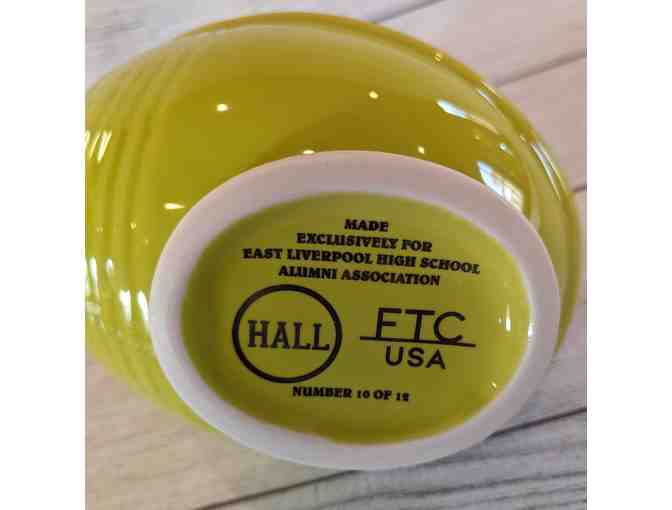 MADE
EXCLUSIVELY FOR
EAST LIVERPOOL HIGH SCHOOL
ALUMNI ASSOCIATION
HALL
FTC
USA
NUMBER 10 OF 12